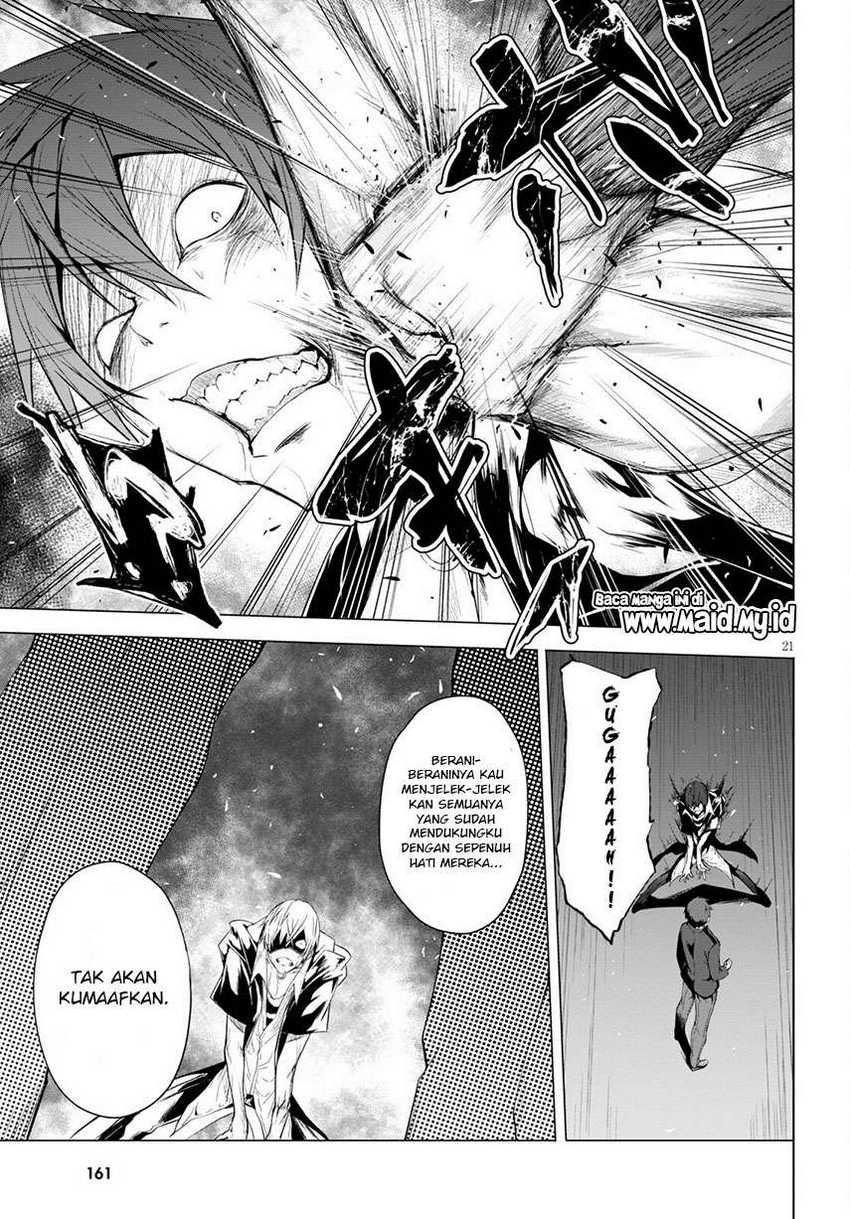 Baca Manga ini di
www.Maid.my.id
21
GUGAAAAAH!!
BERANI-
BERANINYA KAU
MENJELEK-JELEK
KAN SEMUANYA
YANG SUDAH
MENDUKUNGKU
DENGAN SEPENUH
HATI MEREKA...
TAK AKAN
KUMAAFKAN.
161